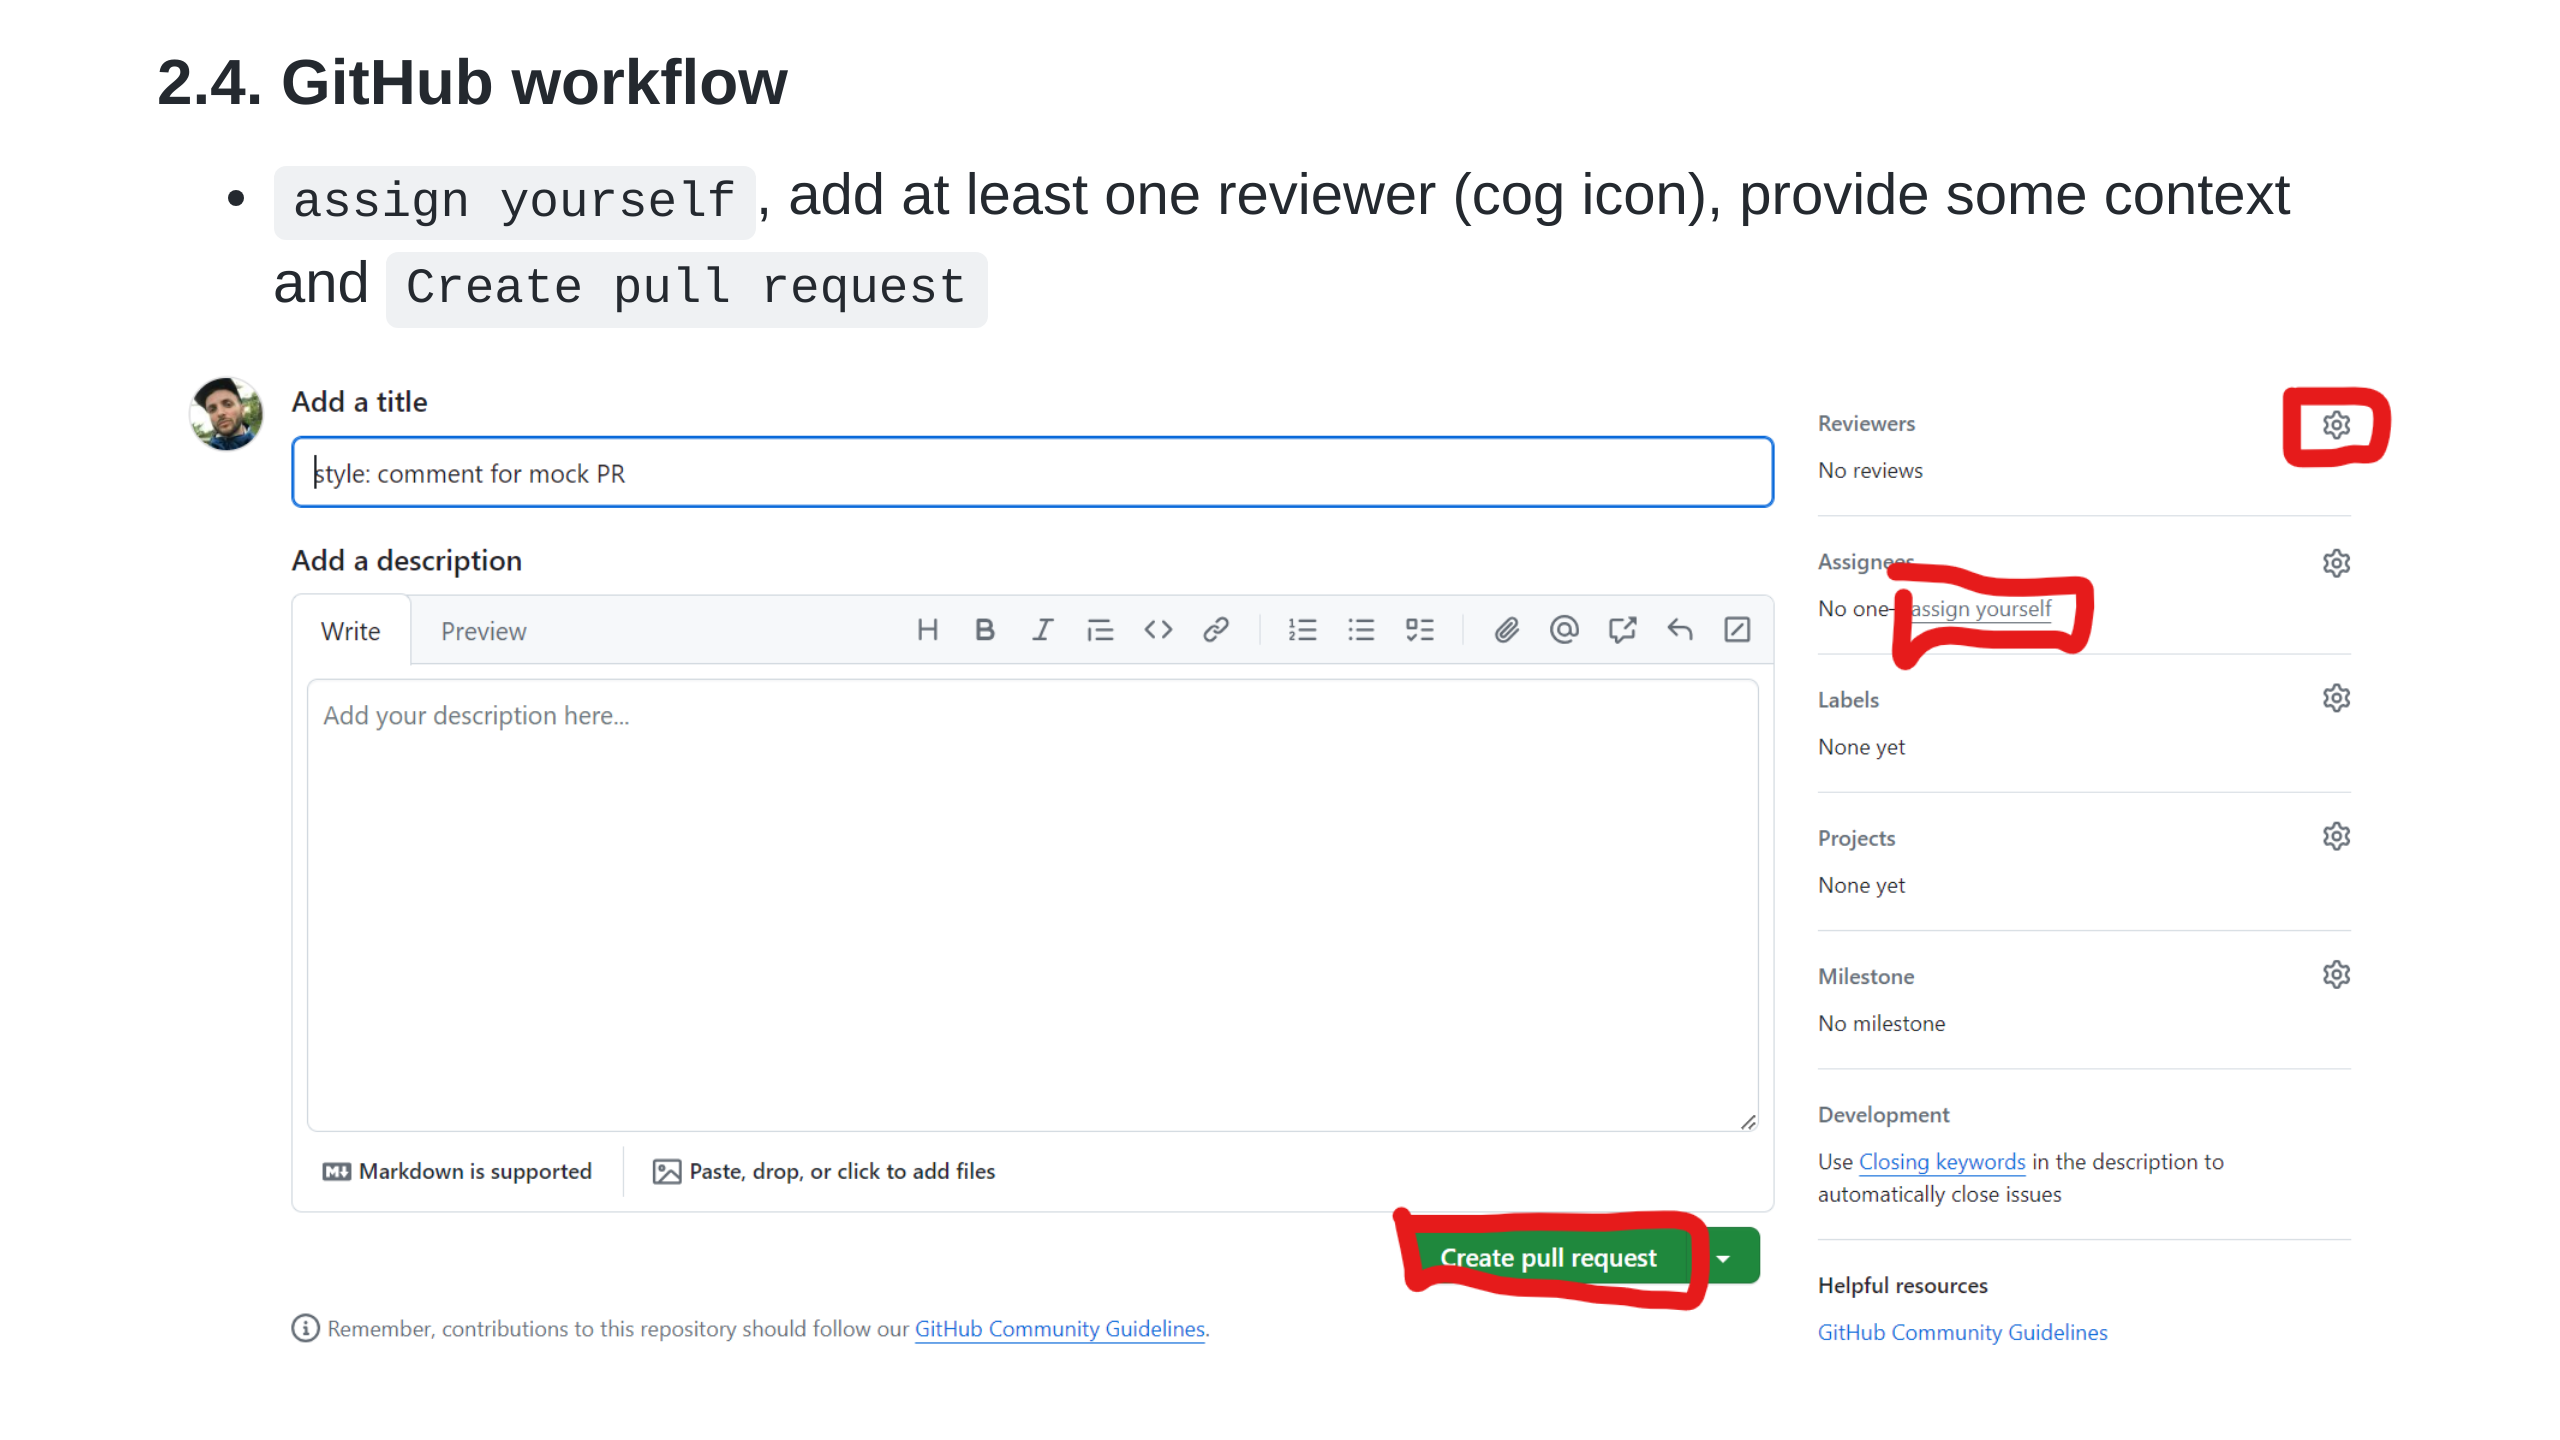 2.4. GitHub workflow
• assign yourself, add at least one reviewer (cog icon), provide some context
and Create pull request
Add a title
style: comment for mock PR
Add a description
Write Preview
Add your description here...
Markdown is supported
Paste, drop, or click to add files
Create pull request
Remember, contributions to this repository should follow our GitHub Community Guidelines.
Reviewers
No reviews
Assignees
No one—assign yourself
Labels
None yet
Projects
None yet
Milestone
No milestone
Development
Use Closing keywords in the description to
automatically close issues
Helpful resources
GitHub Community Guidelines